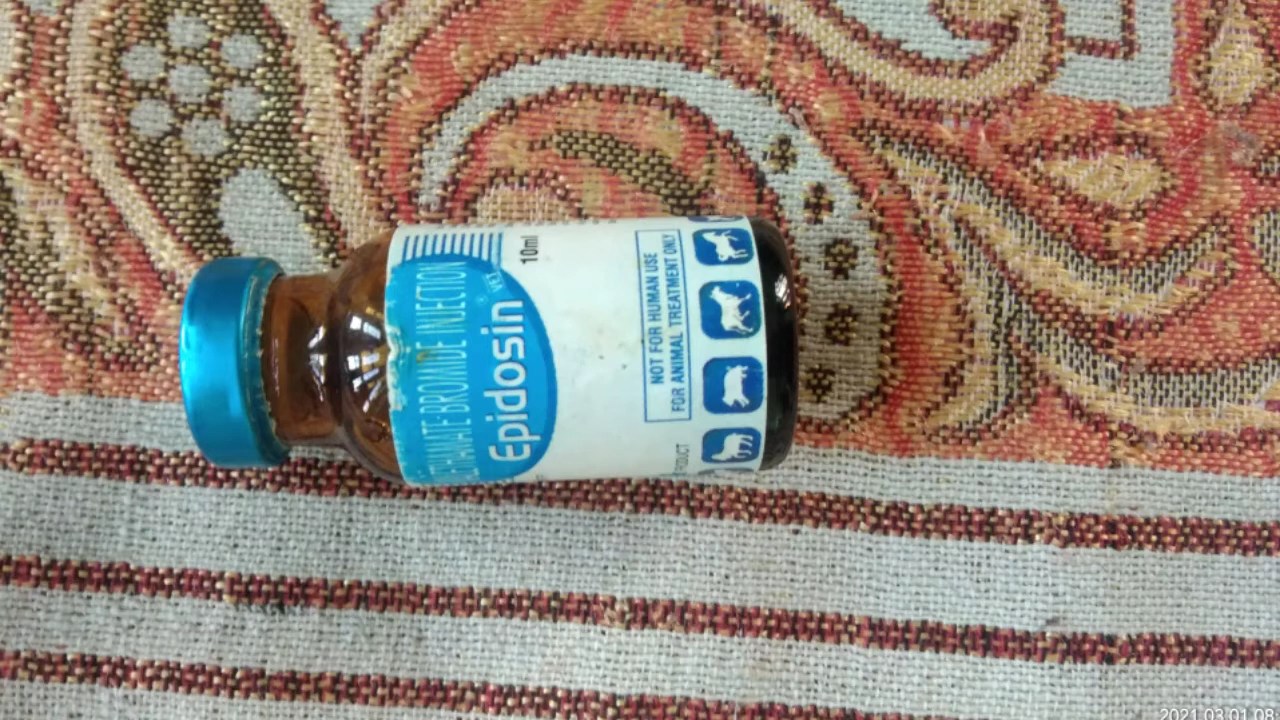 BROMIDE INJECTION
Epidosin
® VET
10ml
NOT FOR HUMAN USE
FOR ANIMAL TREATMENT ONLY
2021.03.01 08